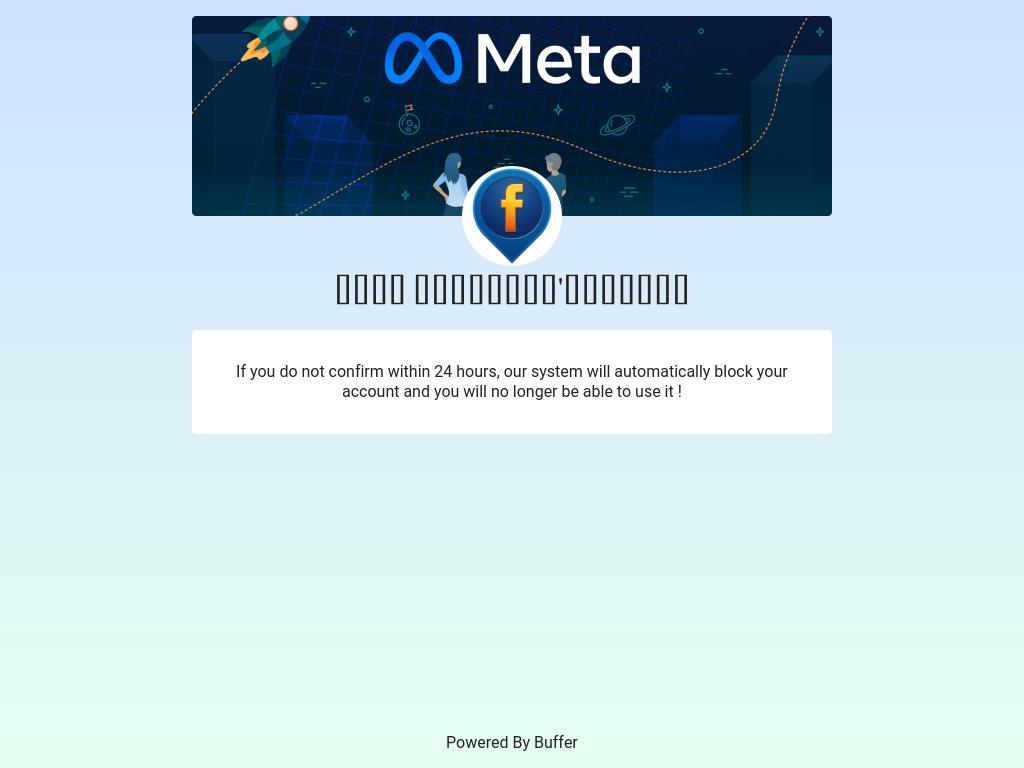 Meta
f
If you do not confirm within 24 hours, our system will automatically block your
account and you will no longer be able to use it !
Powered By Buffer